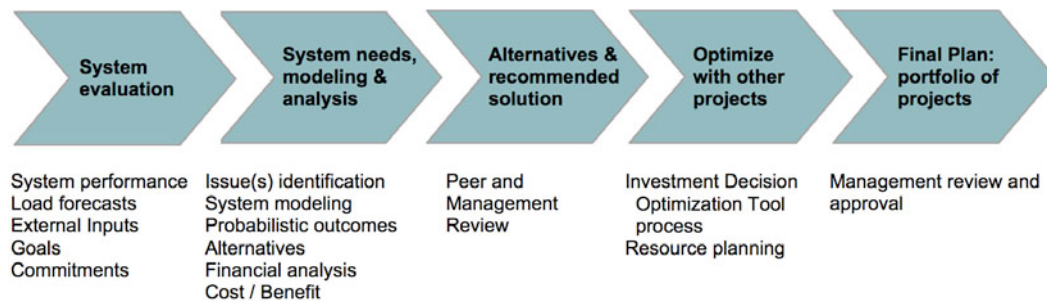 System
evaluation
System needs,
modeling &
analysis
Alternatives &
recommended
solution
Optimize
with other
projects
Final Plan:
portfolio of
projects
System performance
Load forecasts
External Inputs
Goals
Commitments
Issue(s) identification
System modeling
Probabilistic outcomes
Alternatives
Financial analysis
Cost / Benefit
Peer and
Management
Review
Investment Decision
Optimization Tool
process
Resource planning
Management review and
approval